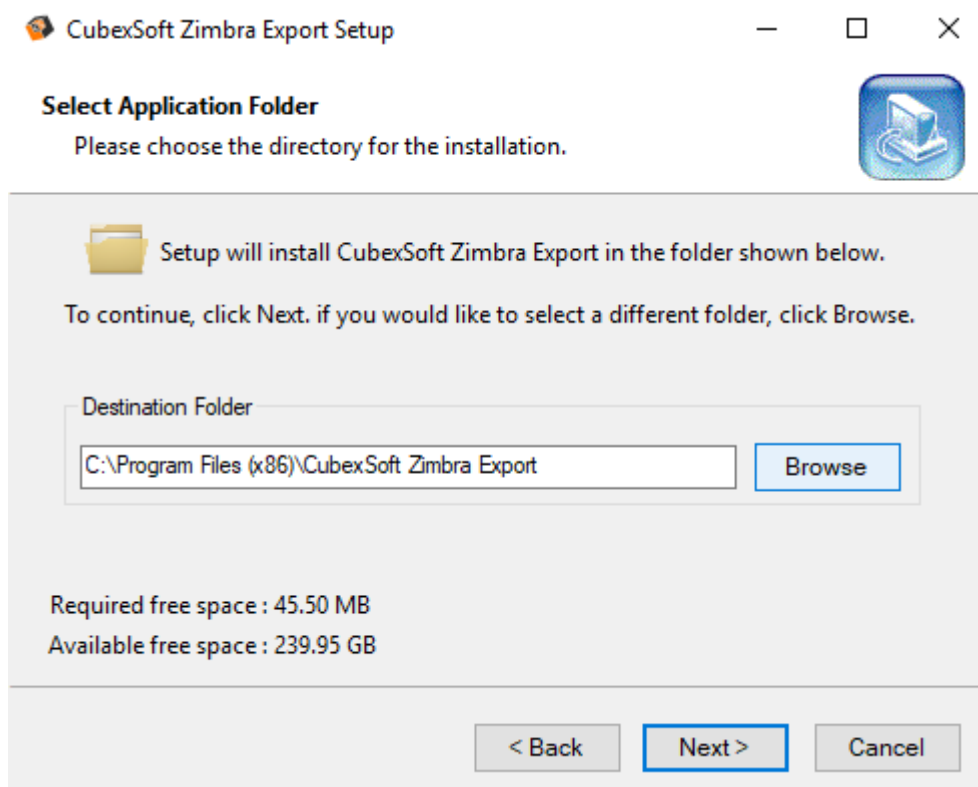 CubexSoft Zimbra Export Setup
Select Application Folder
Please choose the directory for the installation.
Setup will install CubexSoft Zimbra Export in the folder shown below.
To continue, click Next. if you would like to select a different folder, click Browse.
Destination Folder
C:\Program Files (x86)\CubexSoft Zimbra Export
Browse
Required free space : 45.50 MB
Available free space : 239.95 GB
< Back Next > Cancel